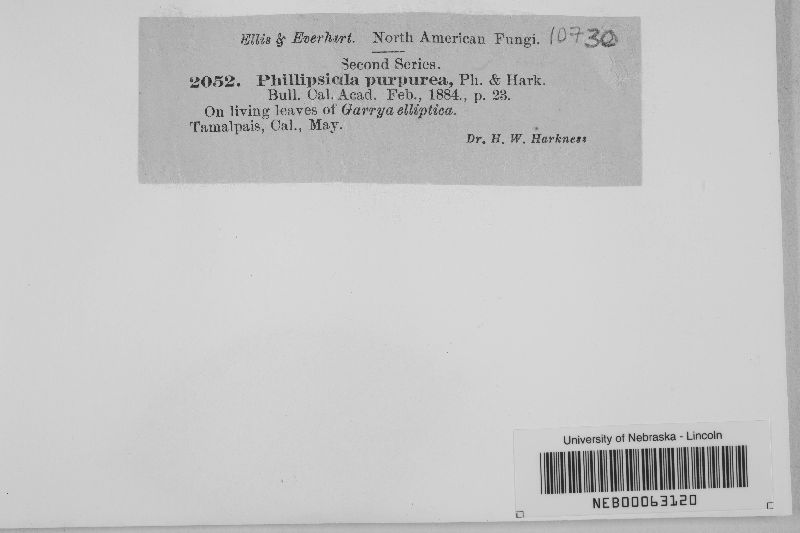 Ellis & Everhart. North American Fungi. 10730
Second Series.
2052. Phillipsiella purpurea, Ph. & Hark.
Bull. Cal. Acad. Feb., 1884., p. 23.
On living leaves of Garrya elliptica.
Tamalpais, Cal., May.
Dr. H. W. Harkness
University of Nebraska - Lincoln
NEB00063120